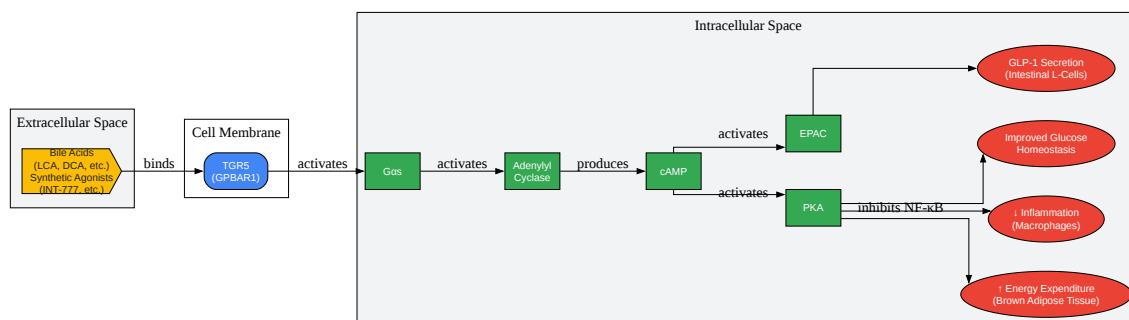 Intracellular Space
Extracellular Space
Bile Acids
(LCA, DCA, etc.)
Synthetic Agonists
(INT-777, etc.)
binds
Cell Membrane
TGR5
(GPBAR1)
activates
Gαs
activates
Adenylyl
Cyclase
produces
cAMP
activates
EPAC
activates
PKA
inhibits NF-κB
GLP-1 Secretion
(Intestinal L-Cells)
Improved Glucose
Homeostasis
↓ Inflammation
(Macrophages)
↑ Energy Expenditure
(Brown Adipose Tissue)